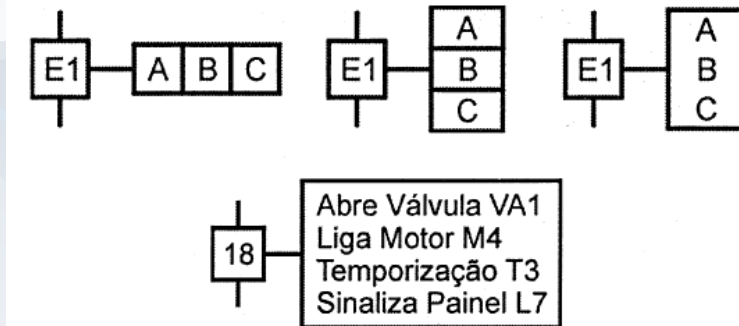 E1 A B C
E1
A
B
C
E1
A
B
C
18
Abre Válvula VA1
Liga Motor M4
Temporização T3
Sinaliza Painel L7